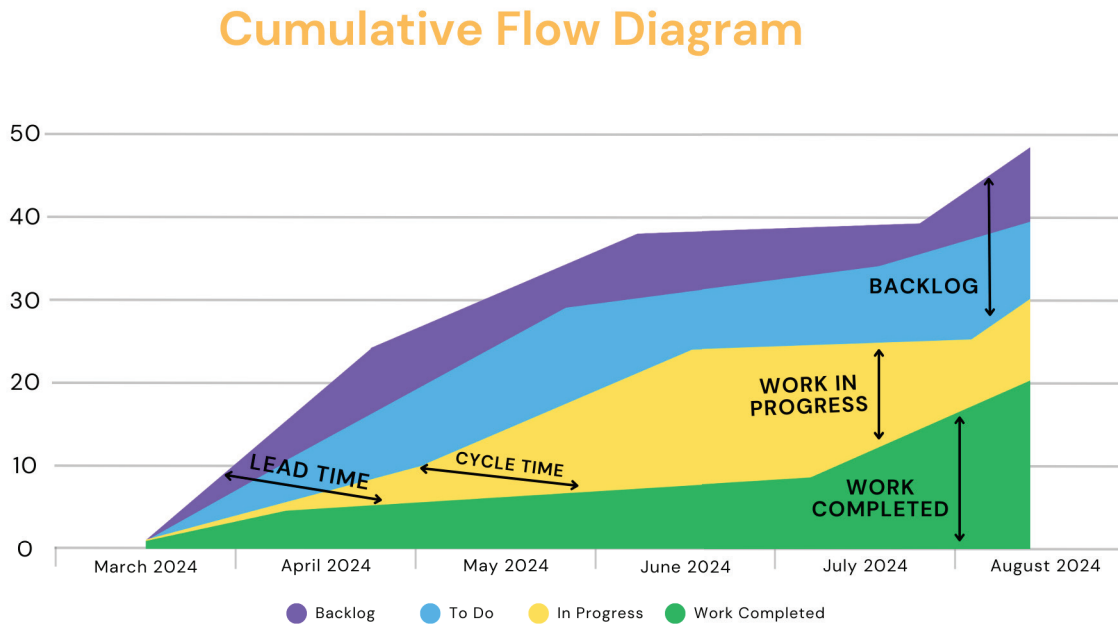 Cumulative Flow Diagram
50
40
30
20
10
0
BACKLOG
WORK IN
PROGRESS
LEAD TIME
CYCLE TIME
WORK
COMPLETED
March 2024
April 2024
May 2024
June 2024
July 2024
August 2024
Backlog
To Do
In Progress
Work Completed